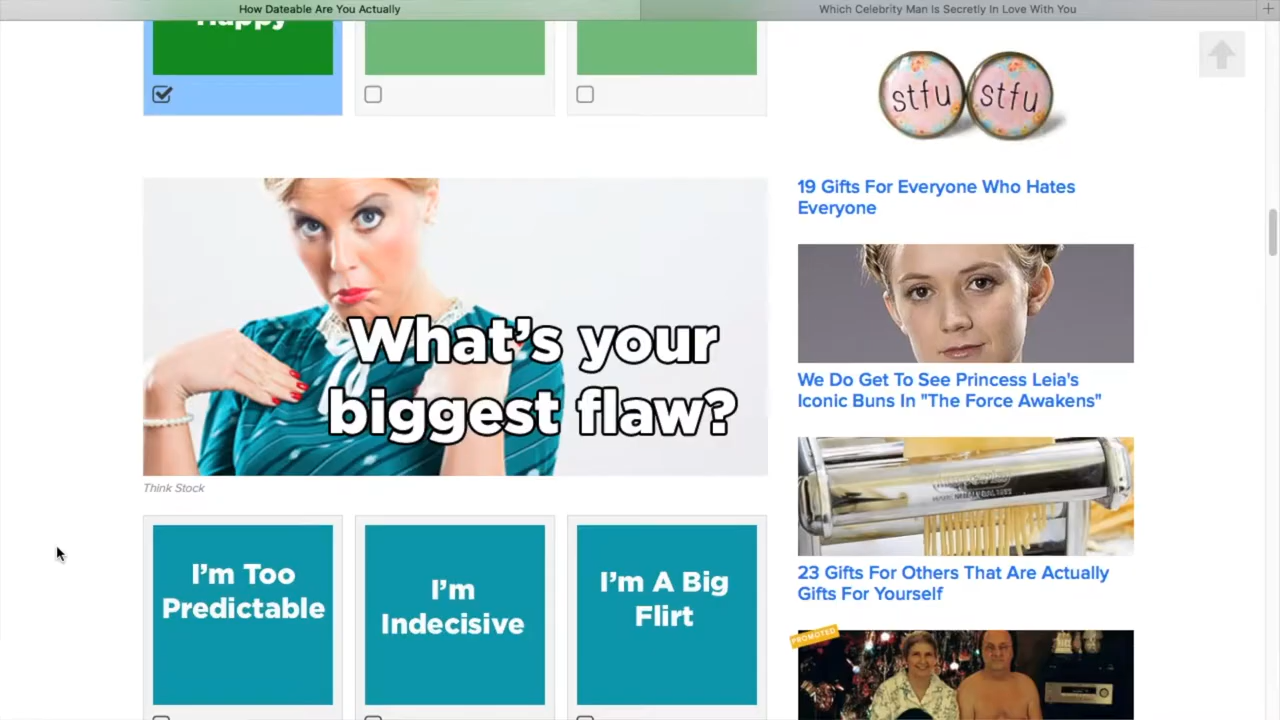 How Dateable Are You Actually
Which Celebrity Man Is Secretly In Love With You
Happy
stfu
stfu
19 Gifts For Everyone Who Hates
Everyone
What's your
biggest flaw?
Think Stock
We Do Get To See Princess Leia's
Iconic Buns In "The Force Awakens"
23 Gifts For Others That Are Actually
Gifts For Yourself
I'm Too
Predictable
I'm
Indecisive
I'm A Big
Flirt
PROMOTED